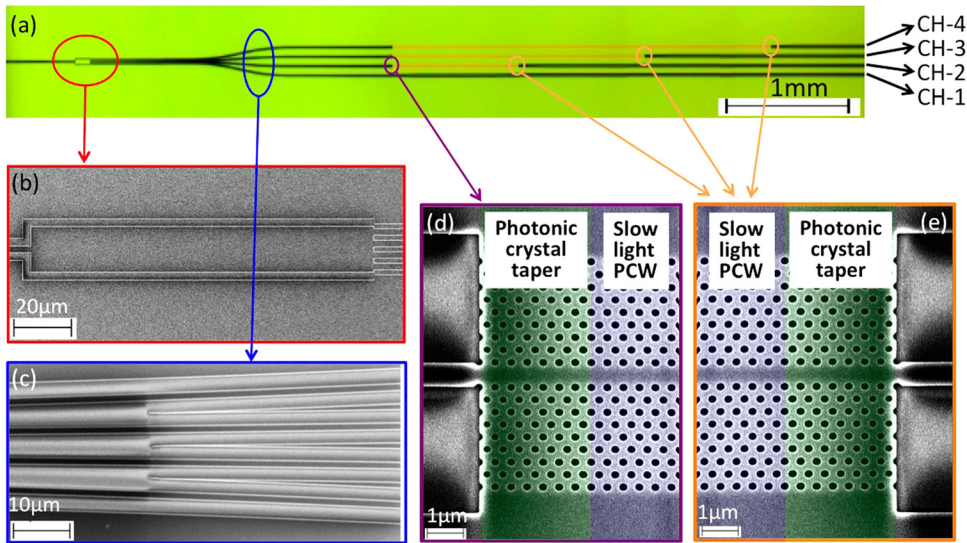 (a)
CH-4
CH-3
CH-2
CH-1
1mm
(b)
20μm
(c)
10μm
(d)
Photonic
crystal
taper
Slow
light
PCW
1μm
(e)
Slow
light
PCW
Photonic
crystal
taper
1μm